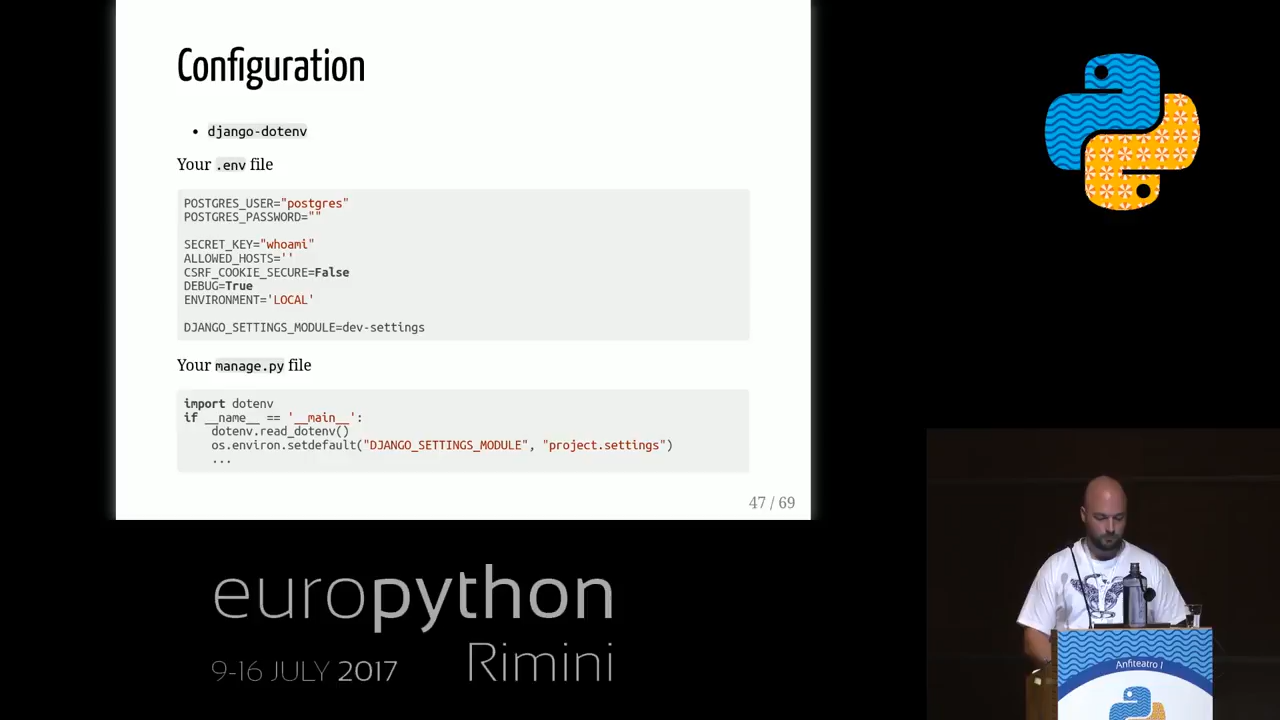 Configuration
• django-dotenv
Your .env file
POSTGRES_USER="postgres"
POSTGRES_PASSWORD=""
SECRET_KEY="whoami"
ALLOWED_HOSTS=''
CSRF_COOKIE_SECURE=False
DEBUG=True
ENVIRONMENT='LOCAL'
DJANGO_SETTINGS_MODULE=dev-settings
Your manage.py file
import dotenv
if __name__ == '__main__':
    dotenv.read_dotenv()
    os.environ.setdefault("DJANGO_SETTINGS_MODULE", "project.settings")
    ...
47 / 69
europython
9-16 JULY 2017 Rimini
Anfiteatro I